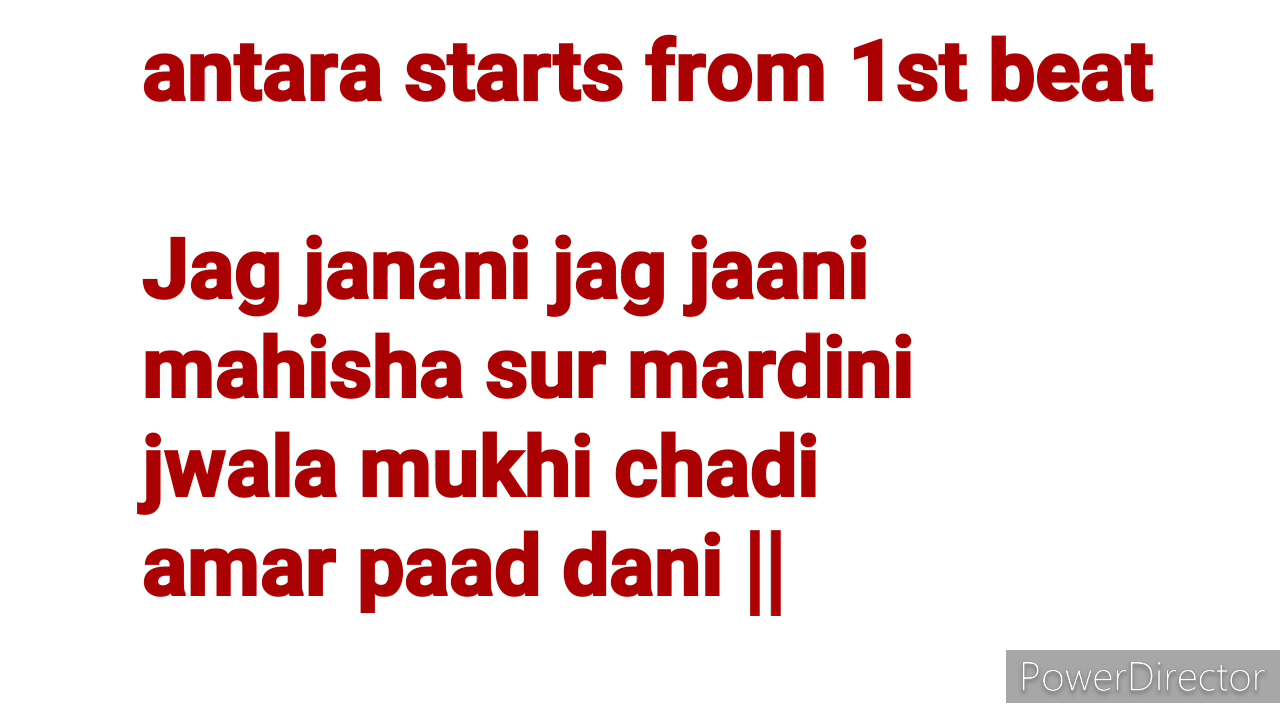 antara starts from 1st beat
Jag janani jag jaani
mahisha sur mardini
jwala mukhi chadi
amar paad dani ||
PowerDirector